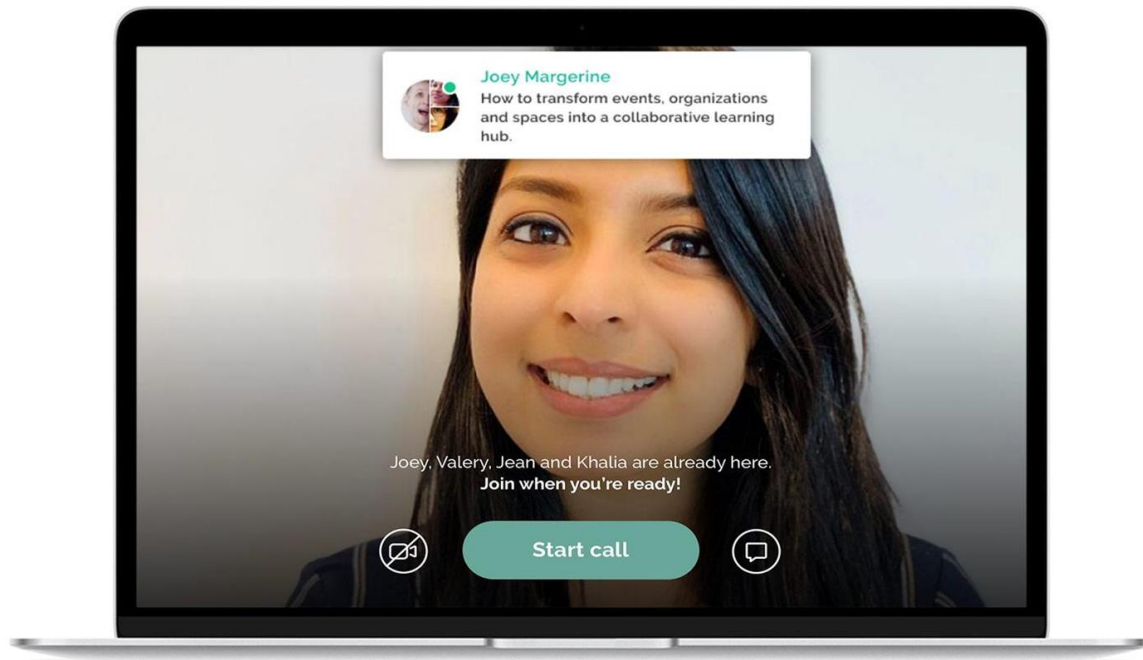 Joey Margerine
How to transform events, organizations
and spaces into a collaborative learning
hub.
Joey, Valery, Jean and Khalia are already here.
Join when you're ready!
Start call